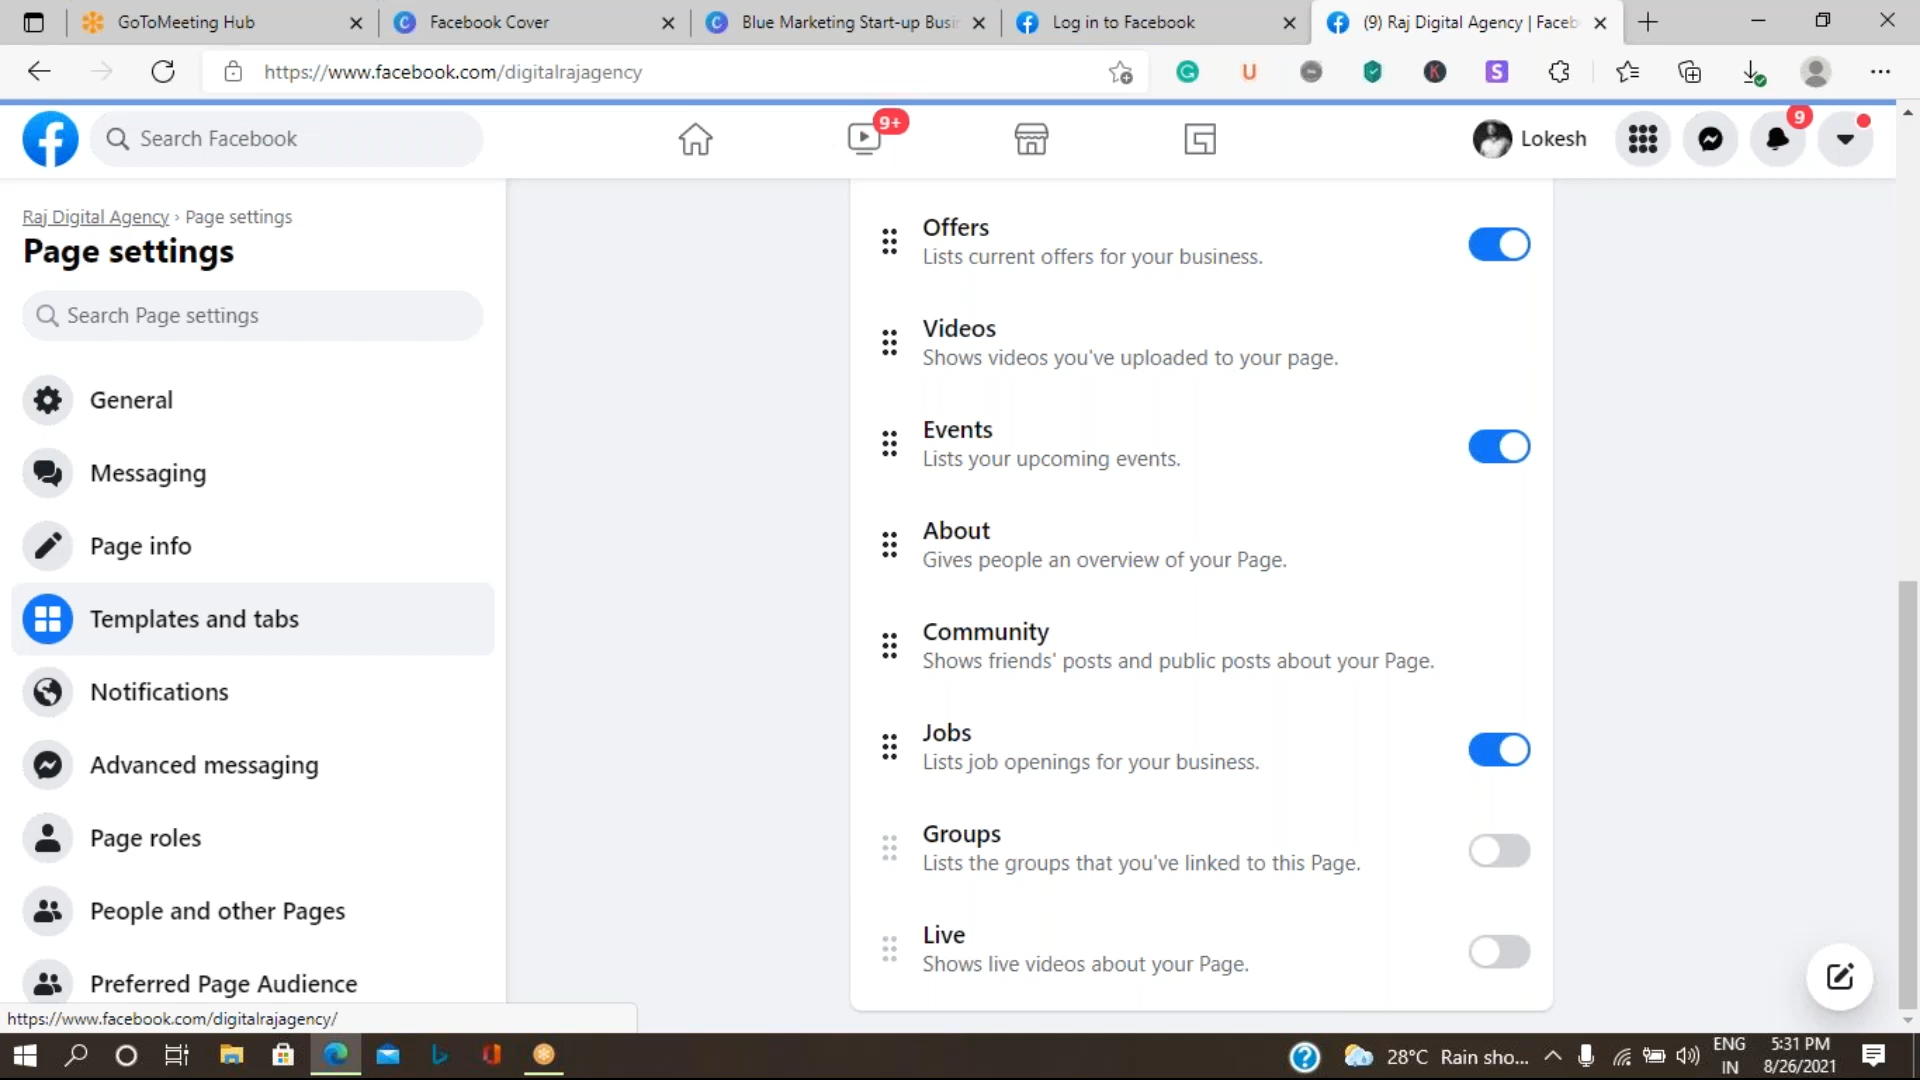 GoToMeeting Hub
Facebook Cover
Blue Marketing Start-up Busi
Log in to Facebook
(9) Raj Digital Agency | Faceb
https://www.facebook.com/digitalrajagency
Search Facebook
9+
Lokesh
9
Raj Digital Agency › Page settings
Page settings
Search Page settings
General
Messaging
Page info
Templates and tabs
Notifications
Advanced messaging
Page roles
People and other Pages
Preferred Page Audience
Offers
Lists current offers for your business.
Videos
Shows videos you've uploaded to your page.
Events
Lists your upcoming events.
About
Gives people an overview of your Page.
Community
Shows friends' posts and public posts about your Page.
Jobs
Lists job openings for your business.
Groups
Lists the groups that you've linked to this Page.
Live
Shows live videos about your Page.
https://www.facebook.com/digitalrajagency/
28°C Rain sho...
ENG
IN
5:31 PM
8/26/2021